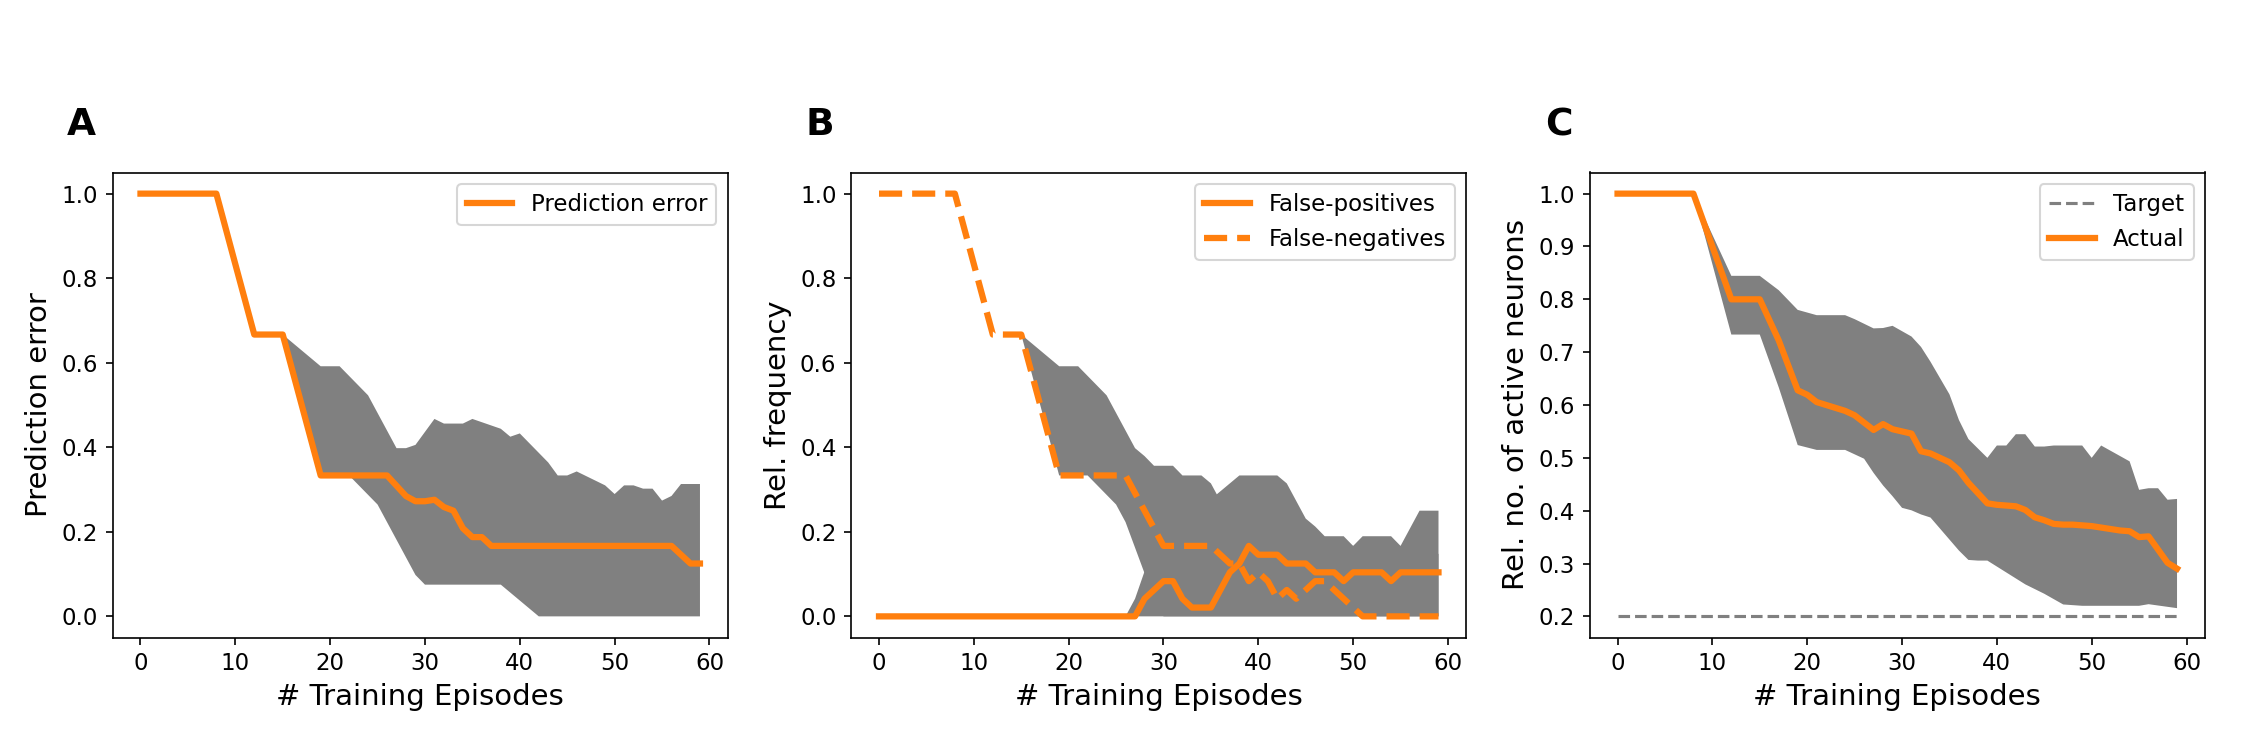 A
B
C
Prediction error
1.0
0.8
0.6
0.4
0.2
0.0
Prediction error
0 10 20 30 40 50 60
# Training Episodes
Rel. frequency
1.0
0.8
0.6
0.4
0.2
0.0
False-positives
False-negatives
0 10 20 30 40 50 60
# Training Episodes
Rel. no. of active neurons
1.0
0.9
0.8
0.7
0.6
0.5
0.4
0.3
0.2
Target
Actual
0 10 20 30 40 50 60
# Training Episodes